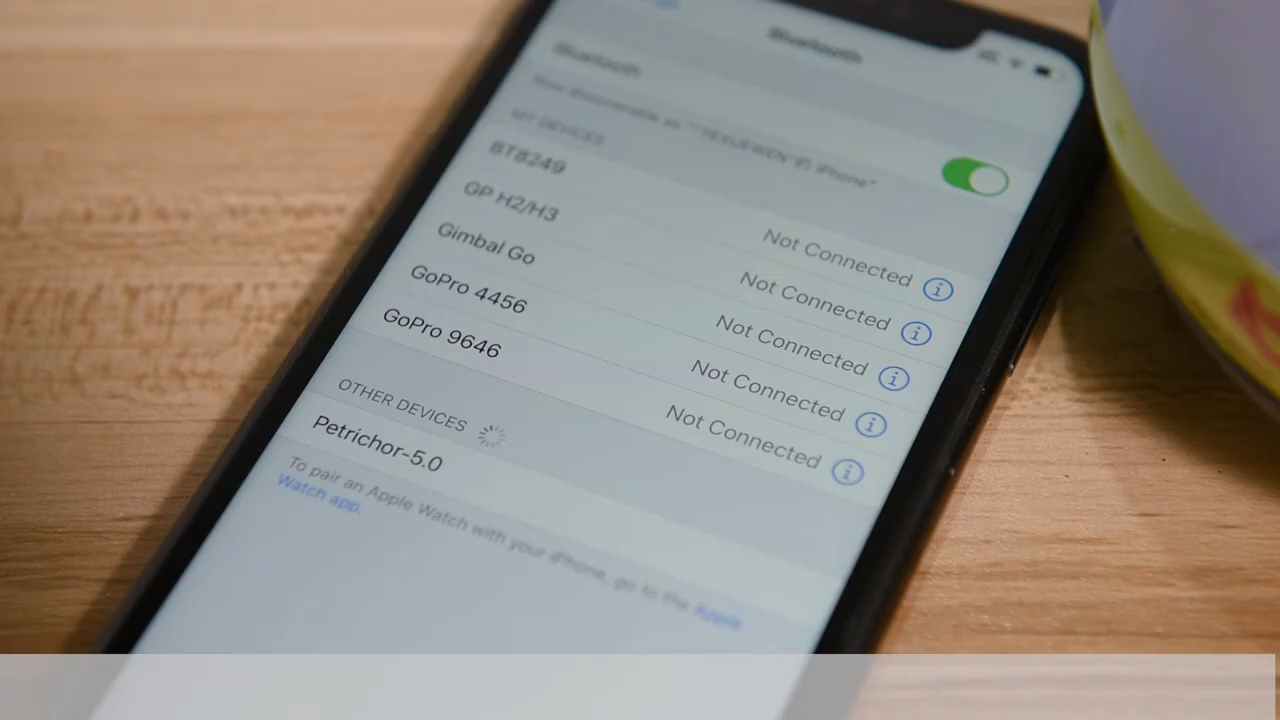 Bluetooth
Bluetooth
MY DEVICES
BT8249
Not Connected
GP H2/H3
Not Connected
Gimbal Go
Not Connected
GoPro 4456
Not Connected
GoPro 9646
Not Connected
OTHER DEVICES
Petrichor-5.0
To pair an Apple Watch with your iPhone, go to the Apple
Watch app.